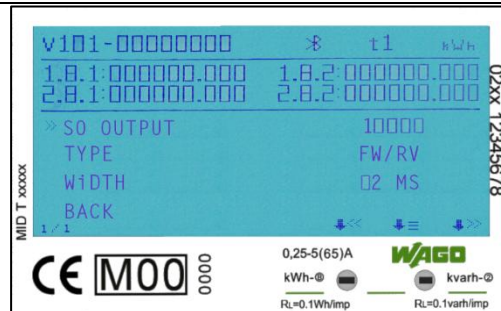 V101-00000000 t1 kWh
1.8.1:000000.000 1.8.2:000000.000
2.8.1:000000.000 2.8.2:000000.000
»SO OUTPUT 10000
TYPE FW/RV
WiDTH 02 MS
BACK
1/1 << ≡ >>
MID T xxxxx
02xx 12345678
CE M00 0000
0,25-5(65)A WAGO
kWh-⑧ kvarh-②
RL=0.1Wh/imp RL=0.1varh/imp